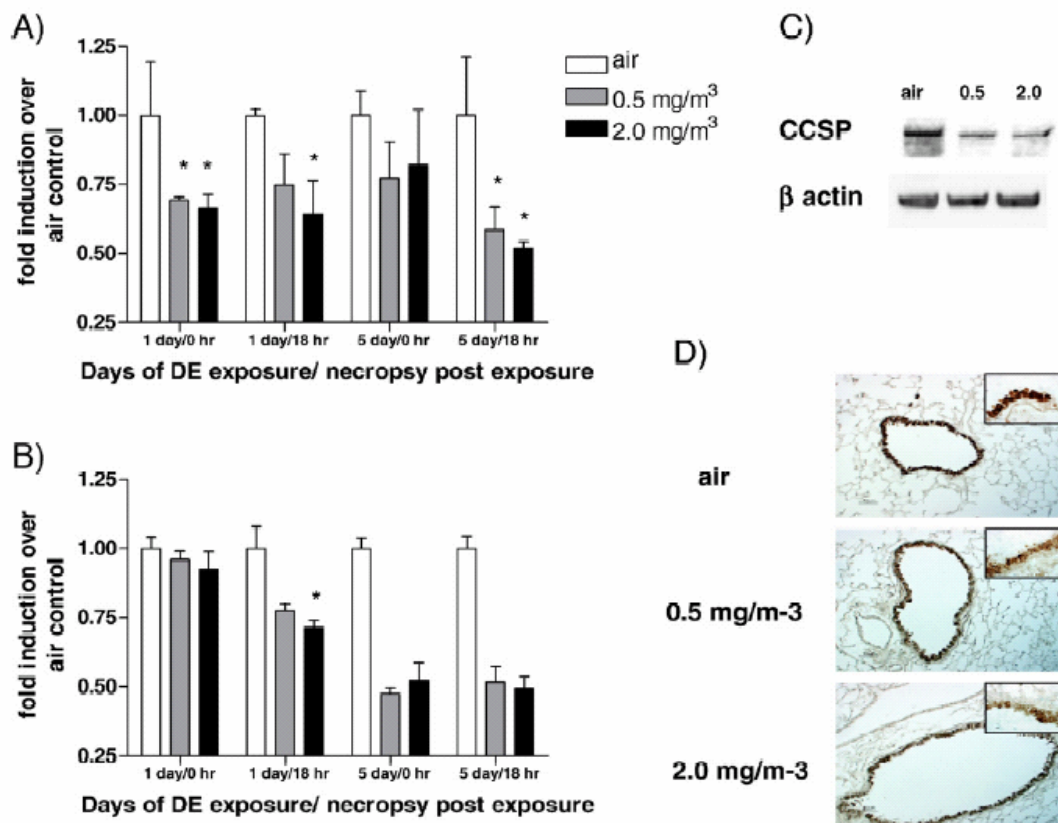 A)
1.25
1.00
0.75
0.50
0.25
fold induction over
air control
* * * * *
1 day/0 hr 1 day/18 hr 5 day/0 hr 5 day/18 hr
Days of DE exposure/ necropsy post exposure
air
0.5 mg/m³
2.0 mg/m³
B)
1.25
1.00
0.75
0.50
0.25
fold induction over
air control
*
1 day/0 hr 1 day/18 hr 5 day/0 hr 5 day/18 hr
Days of DE exposure/ necropsy post exposure
C)
air 0.5 2.0
CCSP
β actin
D)
air
0.5 mg/m-3
2.0 mg/m-3